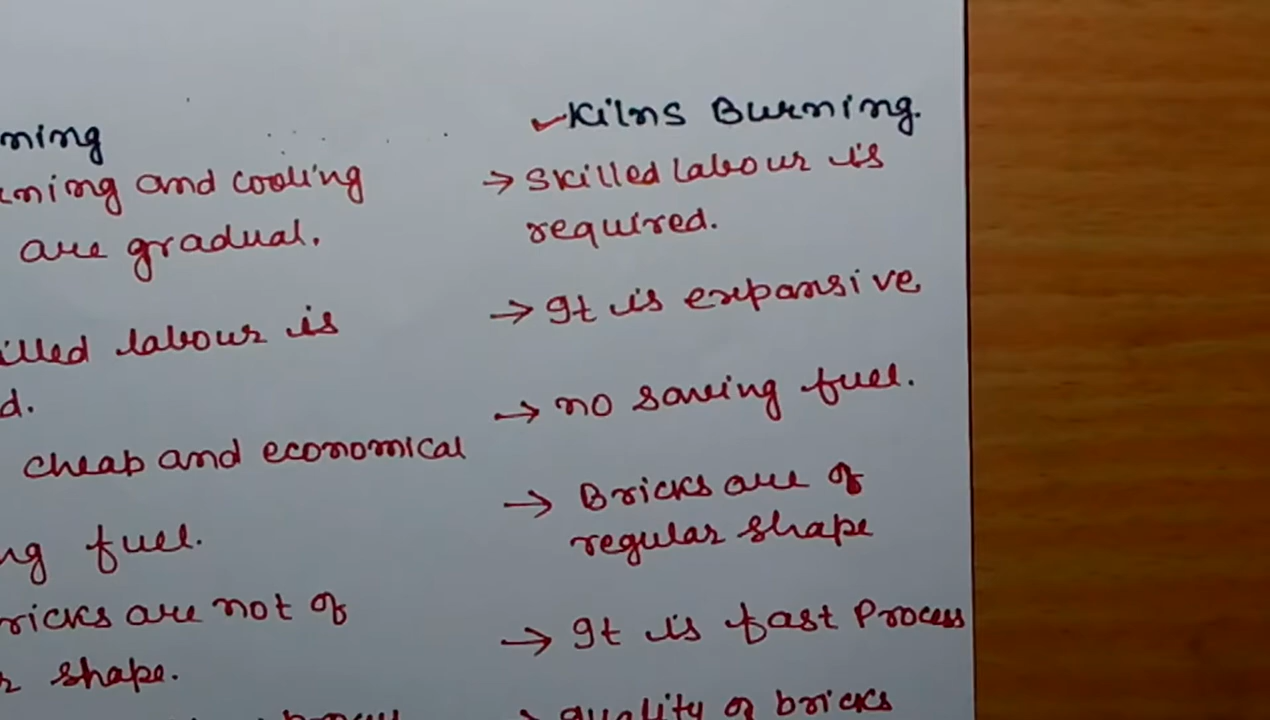 ning
Kilns Burning.
ning and cooling
are gradual.
→ Skilled labour is
required.
illed labour is
d.
→ It is expansive
cheap and economical
→ no saving fuel.
ng fuel.
→ Bricks are of
regular shape
ricks are not of
r shape.
→ It is fast Process
quality of bricks